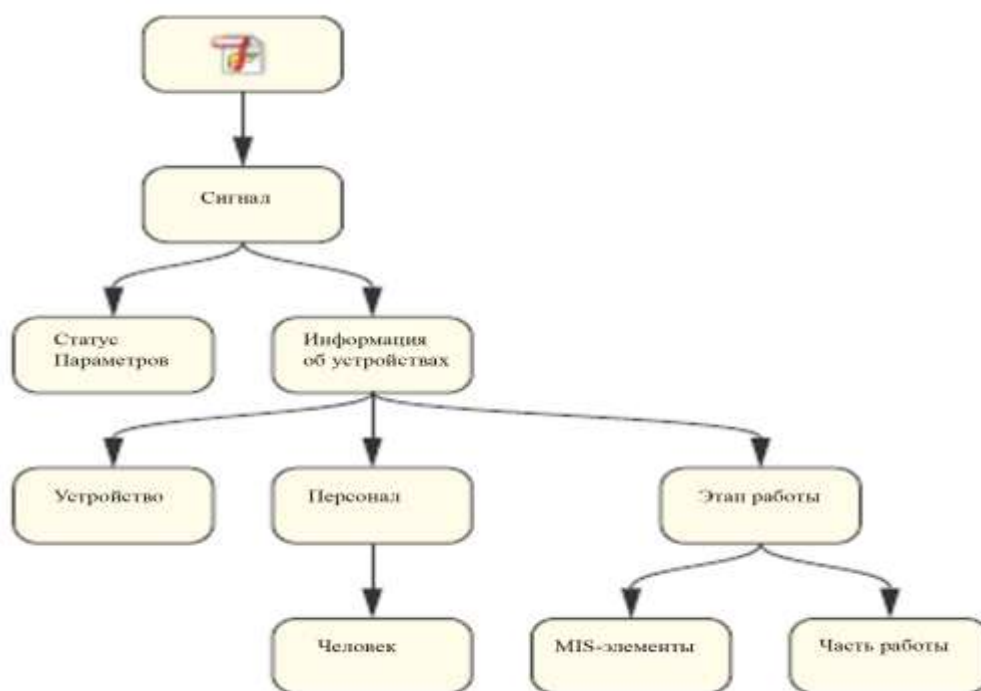 Сигнал
Статус
Параметров
Информация
об устройствах
Устройство
Персонал
Этап работы
Человек
MIS-элементы
Часть работы